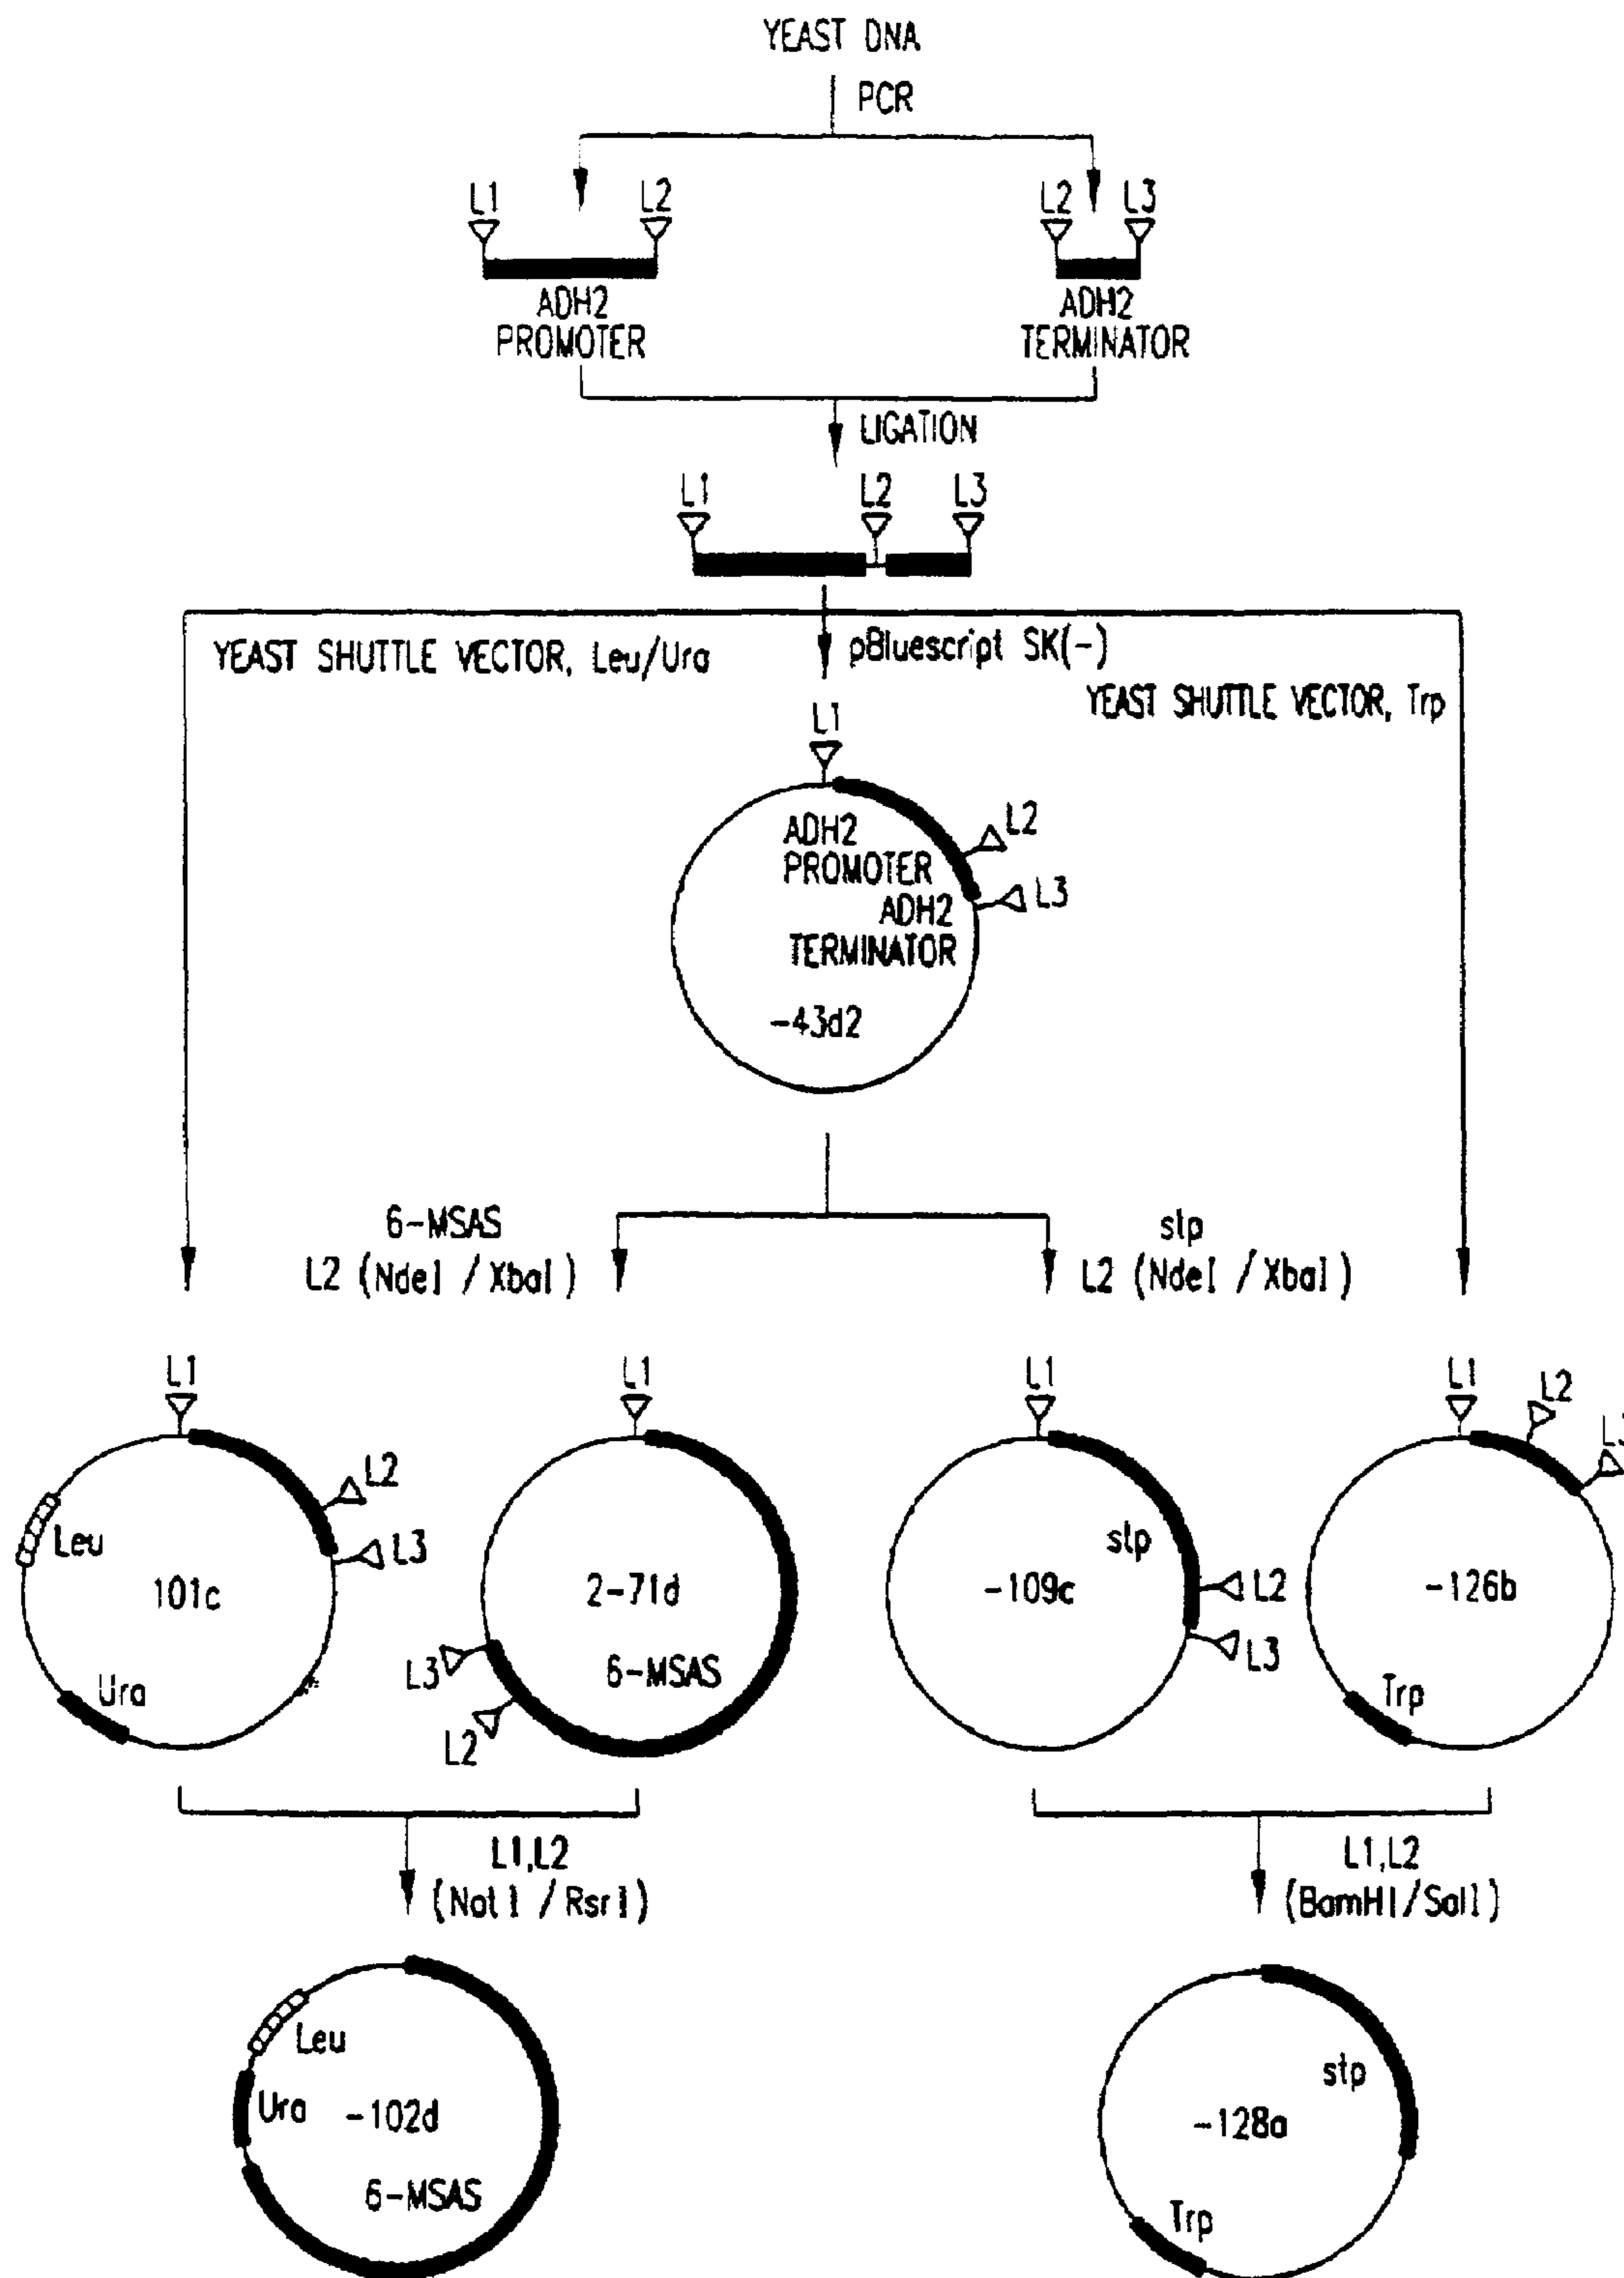 YEAST DNA
PCR
L1
L2
L2
L3
ADH2
PROMOTER
ADH2
TERMINATOR
LIGATION
L1
L2
L3
YEAST SHUTTLE VECTOR, Leu/Ura
pBluescript SK(-)
YEAST SHUTTLE VECTOR, Trp
L1
L2
L3
ADH2
PROMOTER
ADH2
TERMINATOR
-43d2
6-MSAS
L2 (NdeI / XbaI)
stp
L2 (NdeI / XbaI)
L1
L2
L3
Leu
101c
Ura
L1
2-71d
6-MSAS
L3
L2
L1
stp
-109c
L2
L3
L1
L2
L3
-126b
Trp
L1,L2
(NotI / RsrI)
L1,L2
(BamHI/SalI)
Leu
Ura
-102d
6-MSAS
stp
-128a
Trp